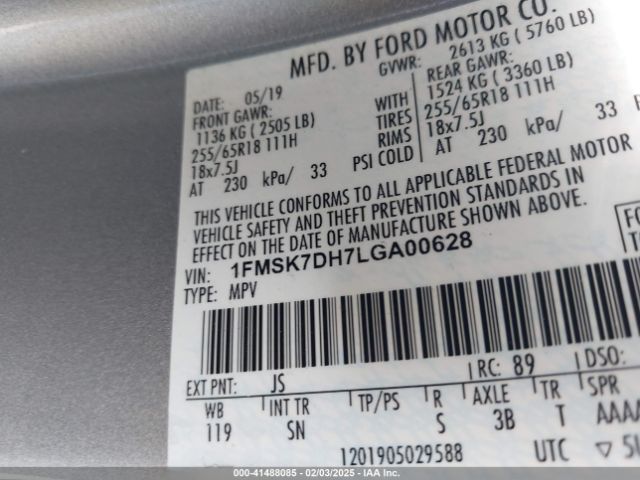 MFD. BY FORD MOTOR CO.
DATE: 05/19 GVWR: 2613 KG ( 5760 LB)
FRONT GAWR: REAR GAWR:
1136 KG ( 2505 LB) WITH 1524 KG ( 3360 LB)
255/65R18 111H TIRES 255/65R18 111H
18x7.5J RIMS 18x7.5J
AT 230 kPa/ 33 PSI COLD AT 230 kPa/ 33
THIS VEHICLE CONFORMS TO ALL APPLICABLE FEDERAL MOTOR
VEHICLE SAFETY AND THEFT PREVENTION STANDARDS IN
EFFECT ON THE DATE OF MANUFACTURE SHOWN ABOVE.
VIN: 1FMSK7DH7LGA00628
TYPE: MPV
EXT PNT: JS RC: 89 DSO:
WB INT TR TP/PS R AXLE TR SPR
119 SN S 3B T AAAA
1201905029588 UTC
000-41488085 - 02/03/2025 - IAA Inc.